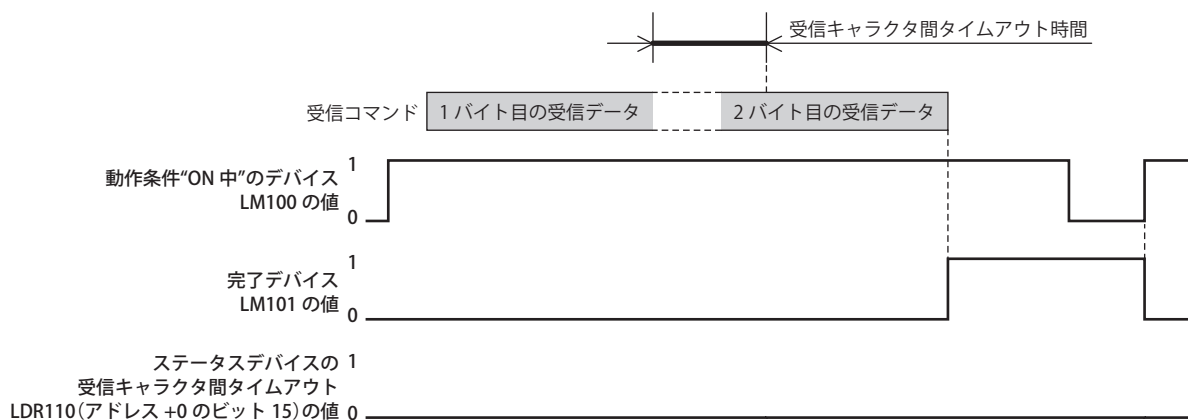 受信キャラクタ間タイムアウト時間
受信コマンド
1 バイト目の受信データ
2 バイト目の受信データ
動作条件“ON 中”のデバイス
LM100 の値
1
0
完了デバイス
LM101 の値
1
0
ステータスデバイスの
受信キャラクタ間タイムアウト
LDR110(アドレス +0 のビット 15)の値
1
0